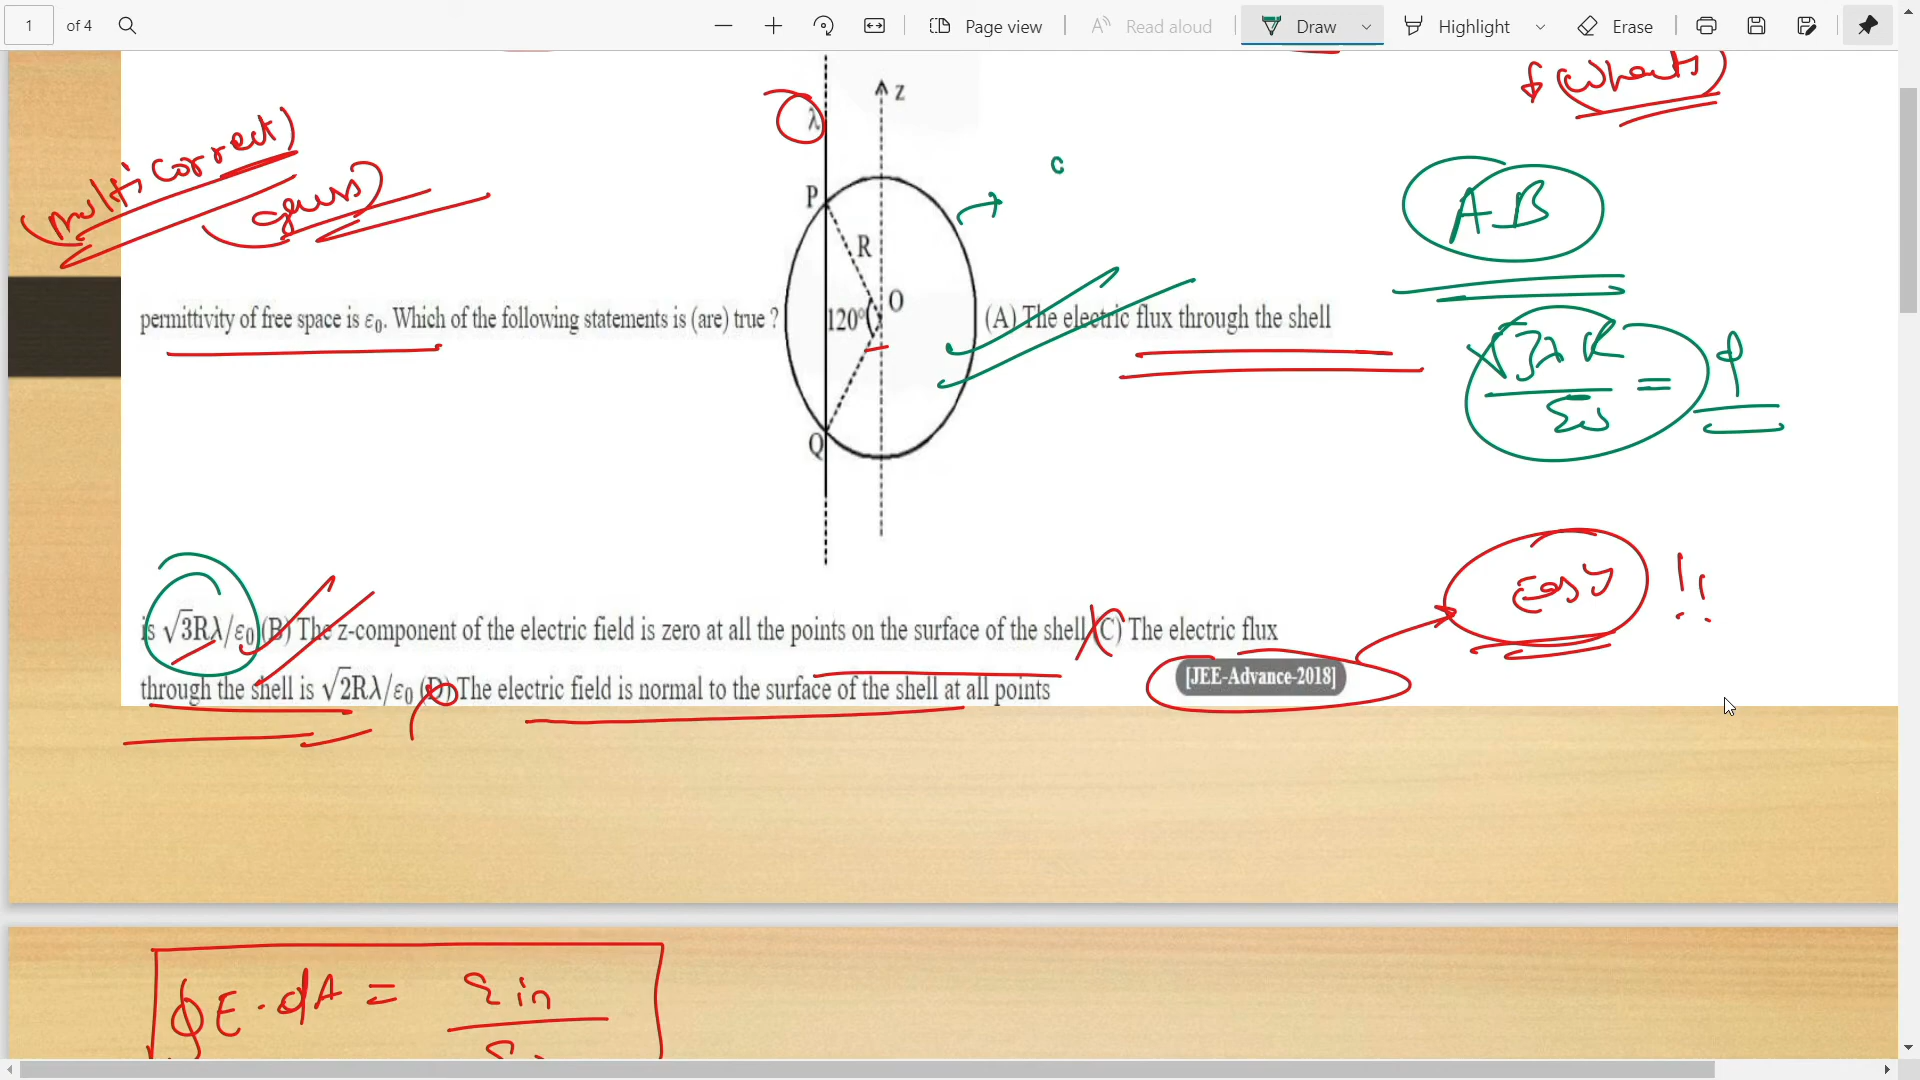 1 of 4 Page view Read aloud Draw Highlight Erase
(Wheats)
z
λ
(multi correct)
gauss)
c
P
AB
R
O
permittivity of free space is ε₀. Which of the following statements is (are) true ? 120° (A) The electric flux through the shell
√3λR/Σ₀ = φ
Q
Easy !!
is √3Rλ/ε₀ (B) The z-component of the electric field is zero at all the points on the surface of the shell (C) The electric flux
through the shell is √2Rλ/ε₀ (D) The electric field is normal to the surface of the shell at all points [JEE-Advance-2018]
∮E·dA = q in